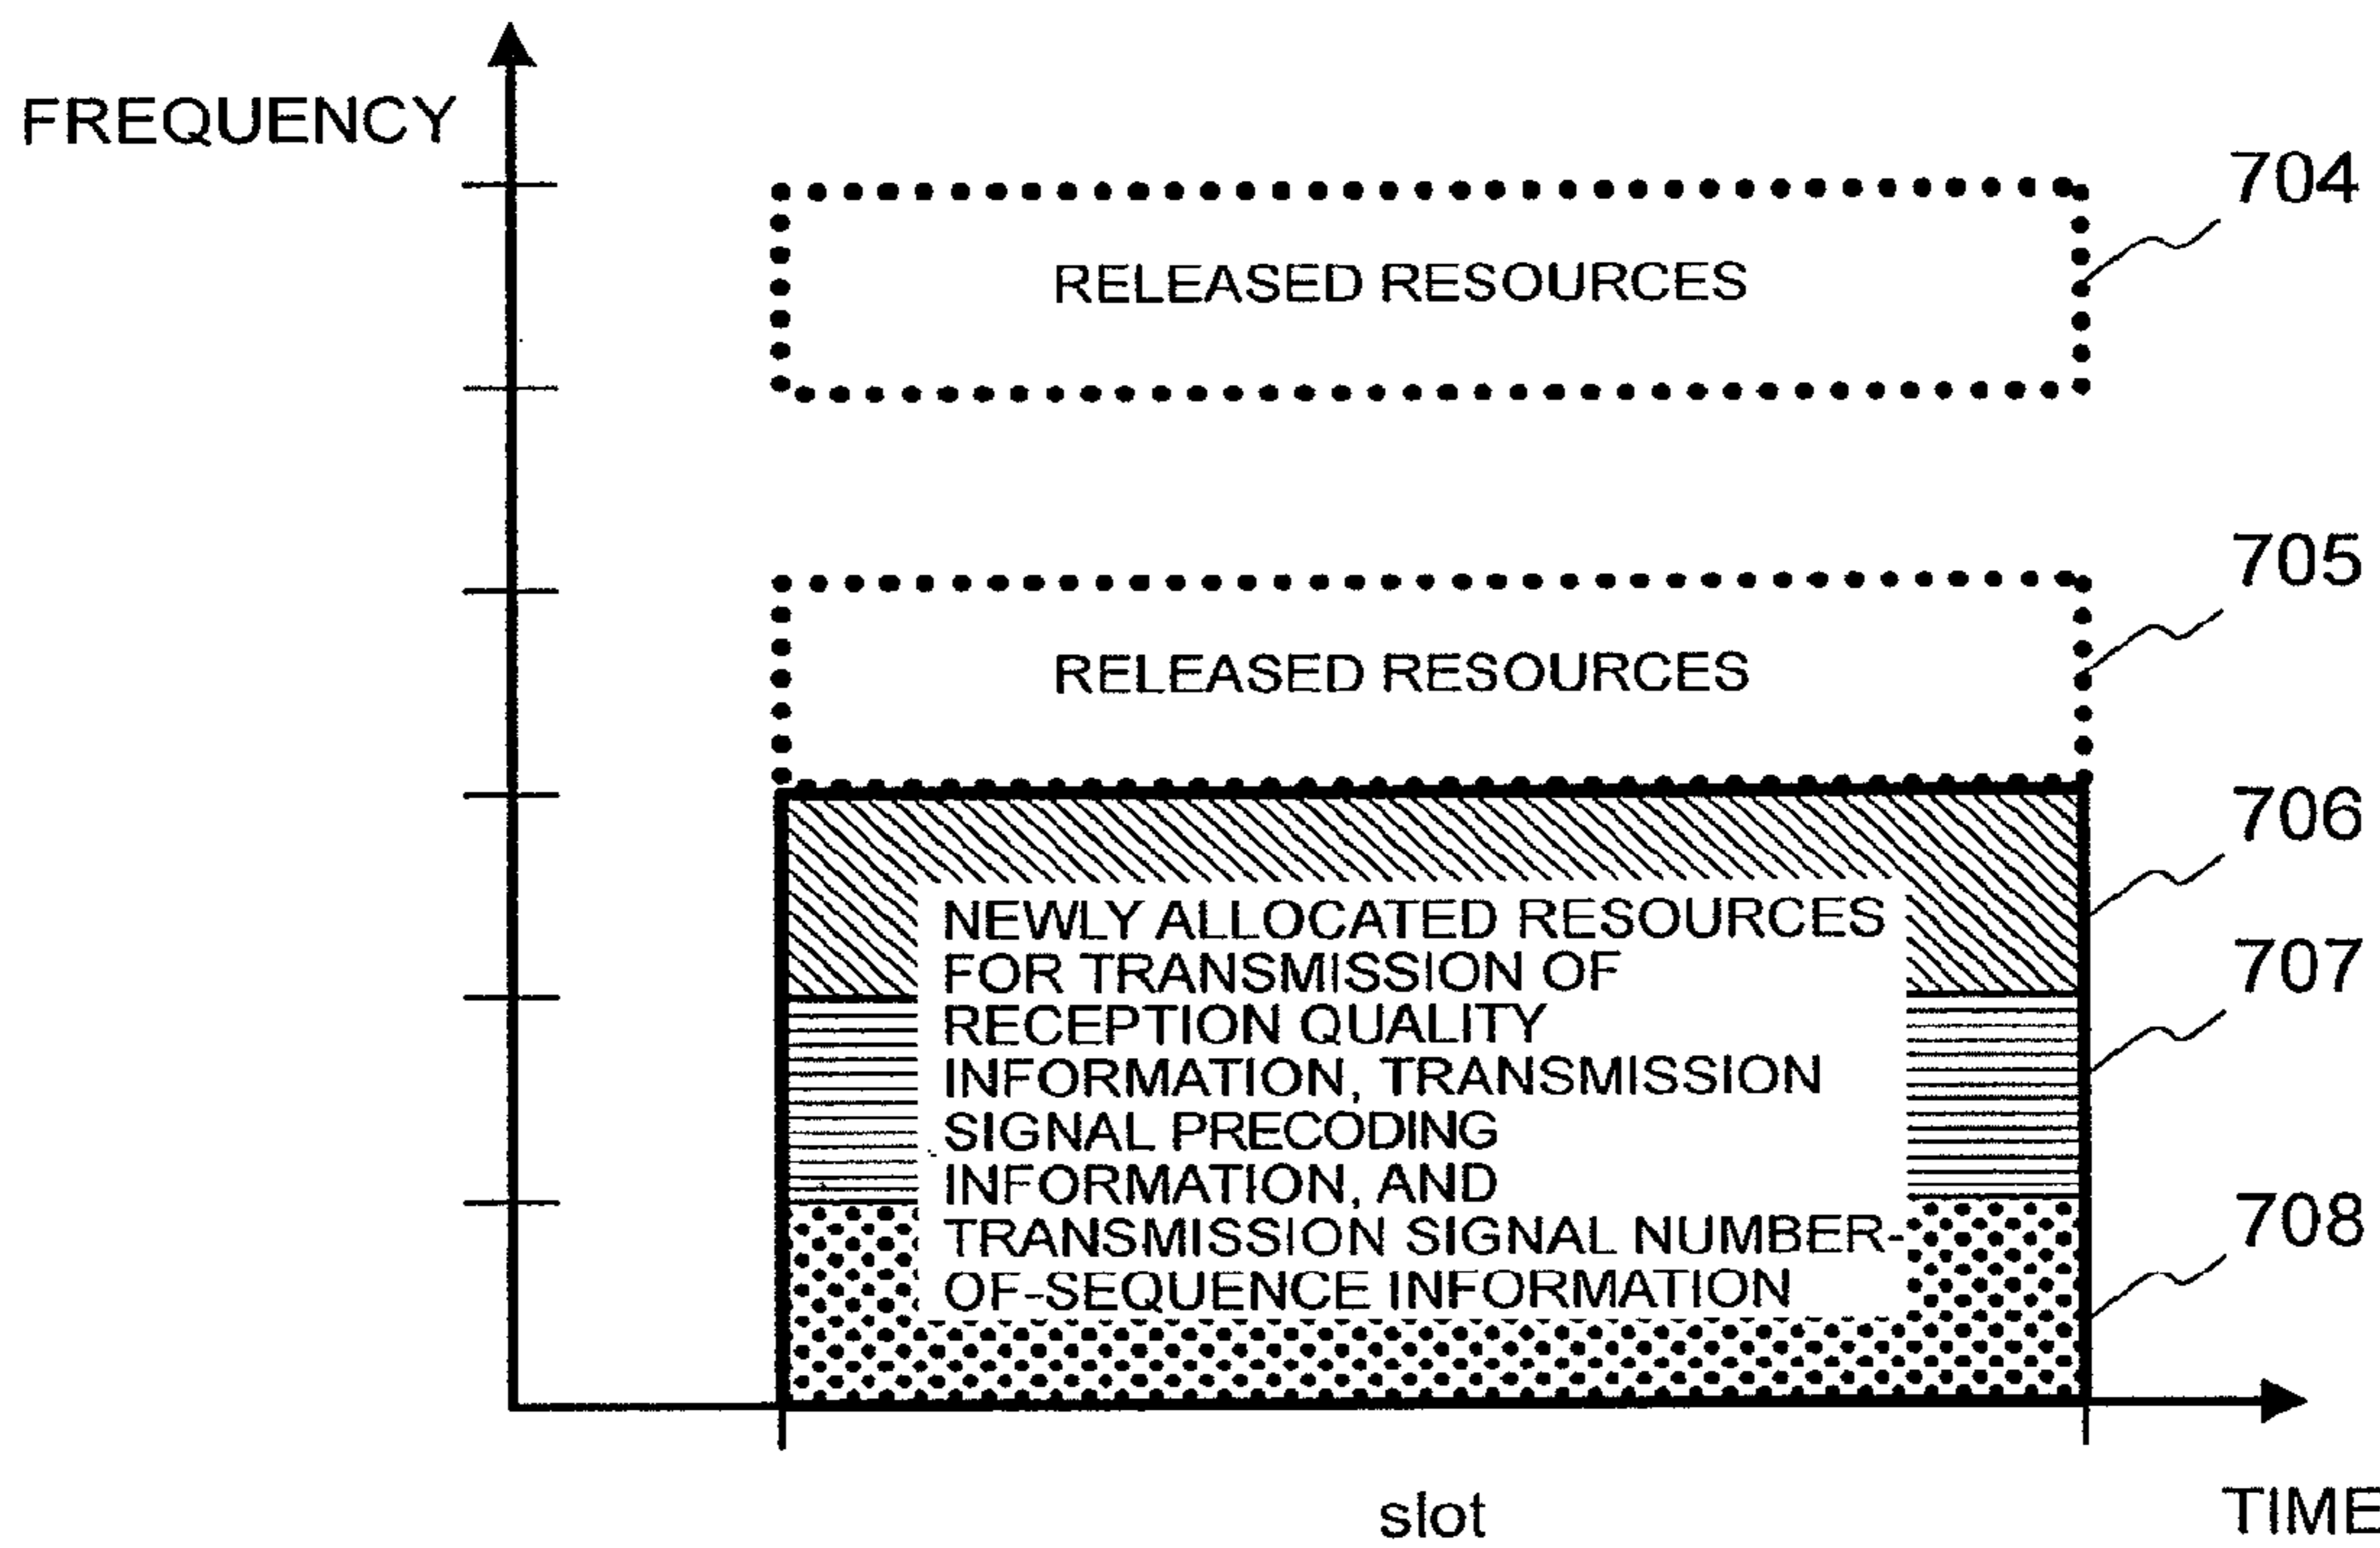 FREQUENCY
704
RELEASED RESOURCES
705
RELEASED RESOURCES
706
NEWLY ALLOCATED RESOURCES
FOR TRANSMISSION OF
RECEPTION QUALITY
INFORMATION, TRANSMISSION
SIGNAL PRECODING
INFORMATION, AND
TRANSMISSION SIGNAL NUMBER-
OF-SEQUENCE INFORMATION
707
708
slot
TIME